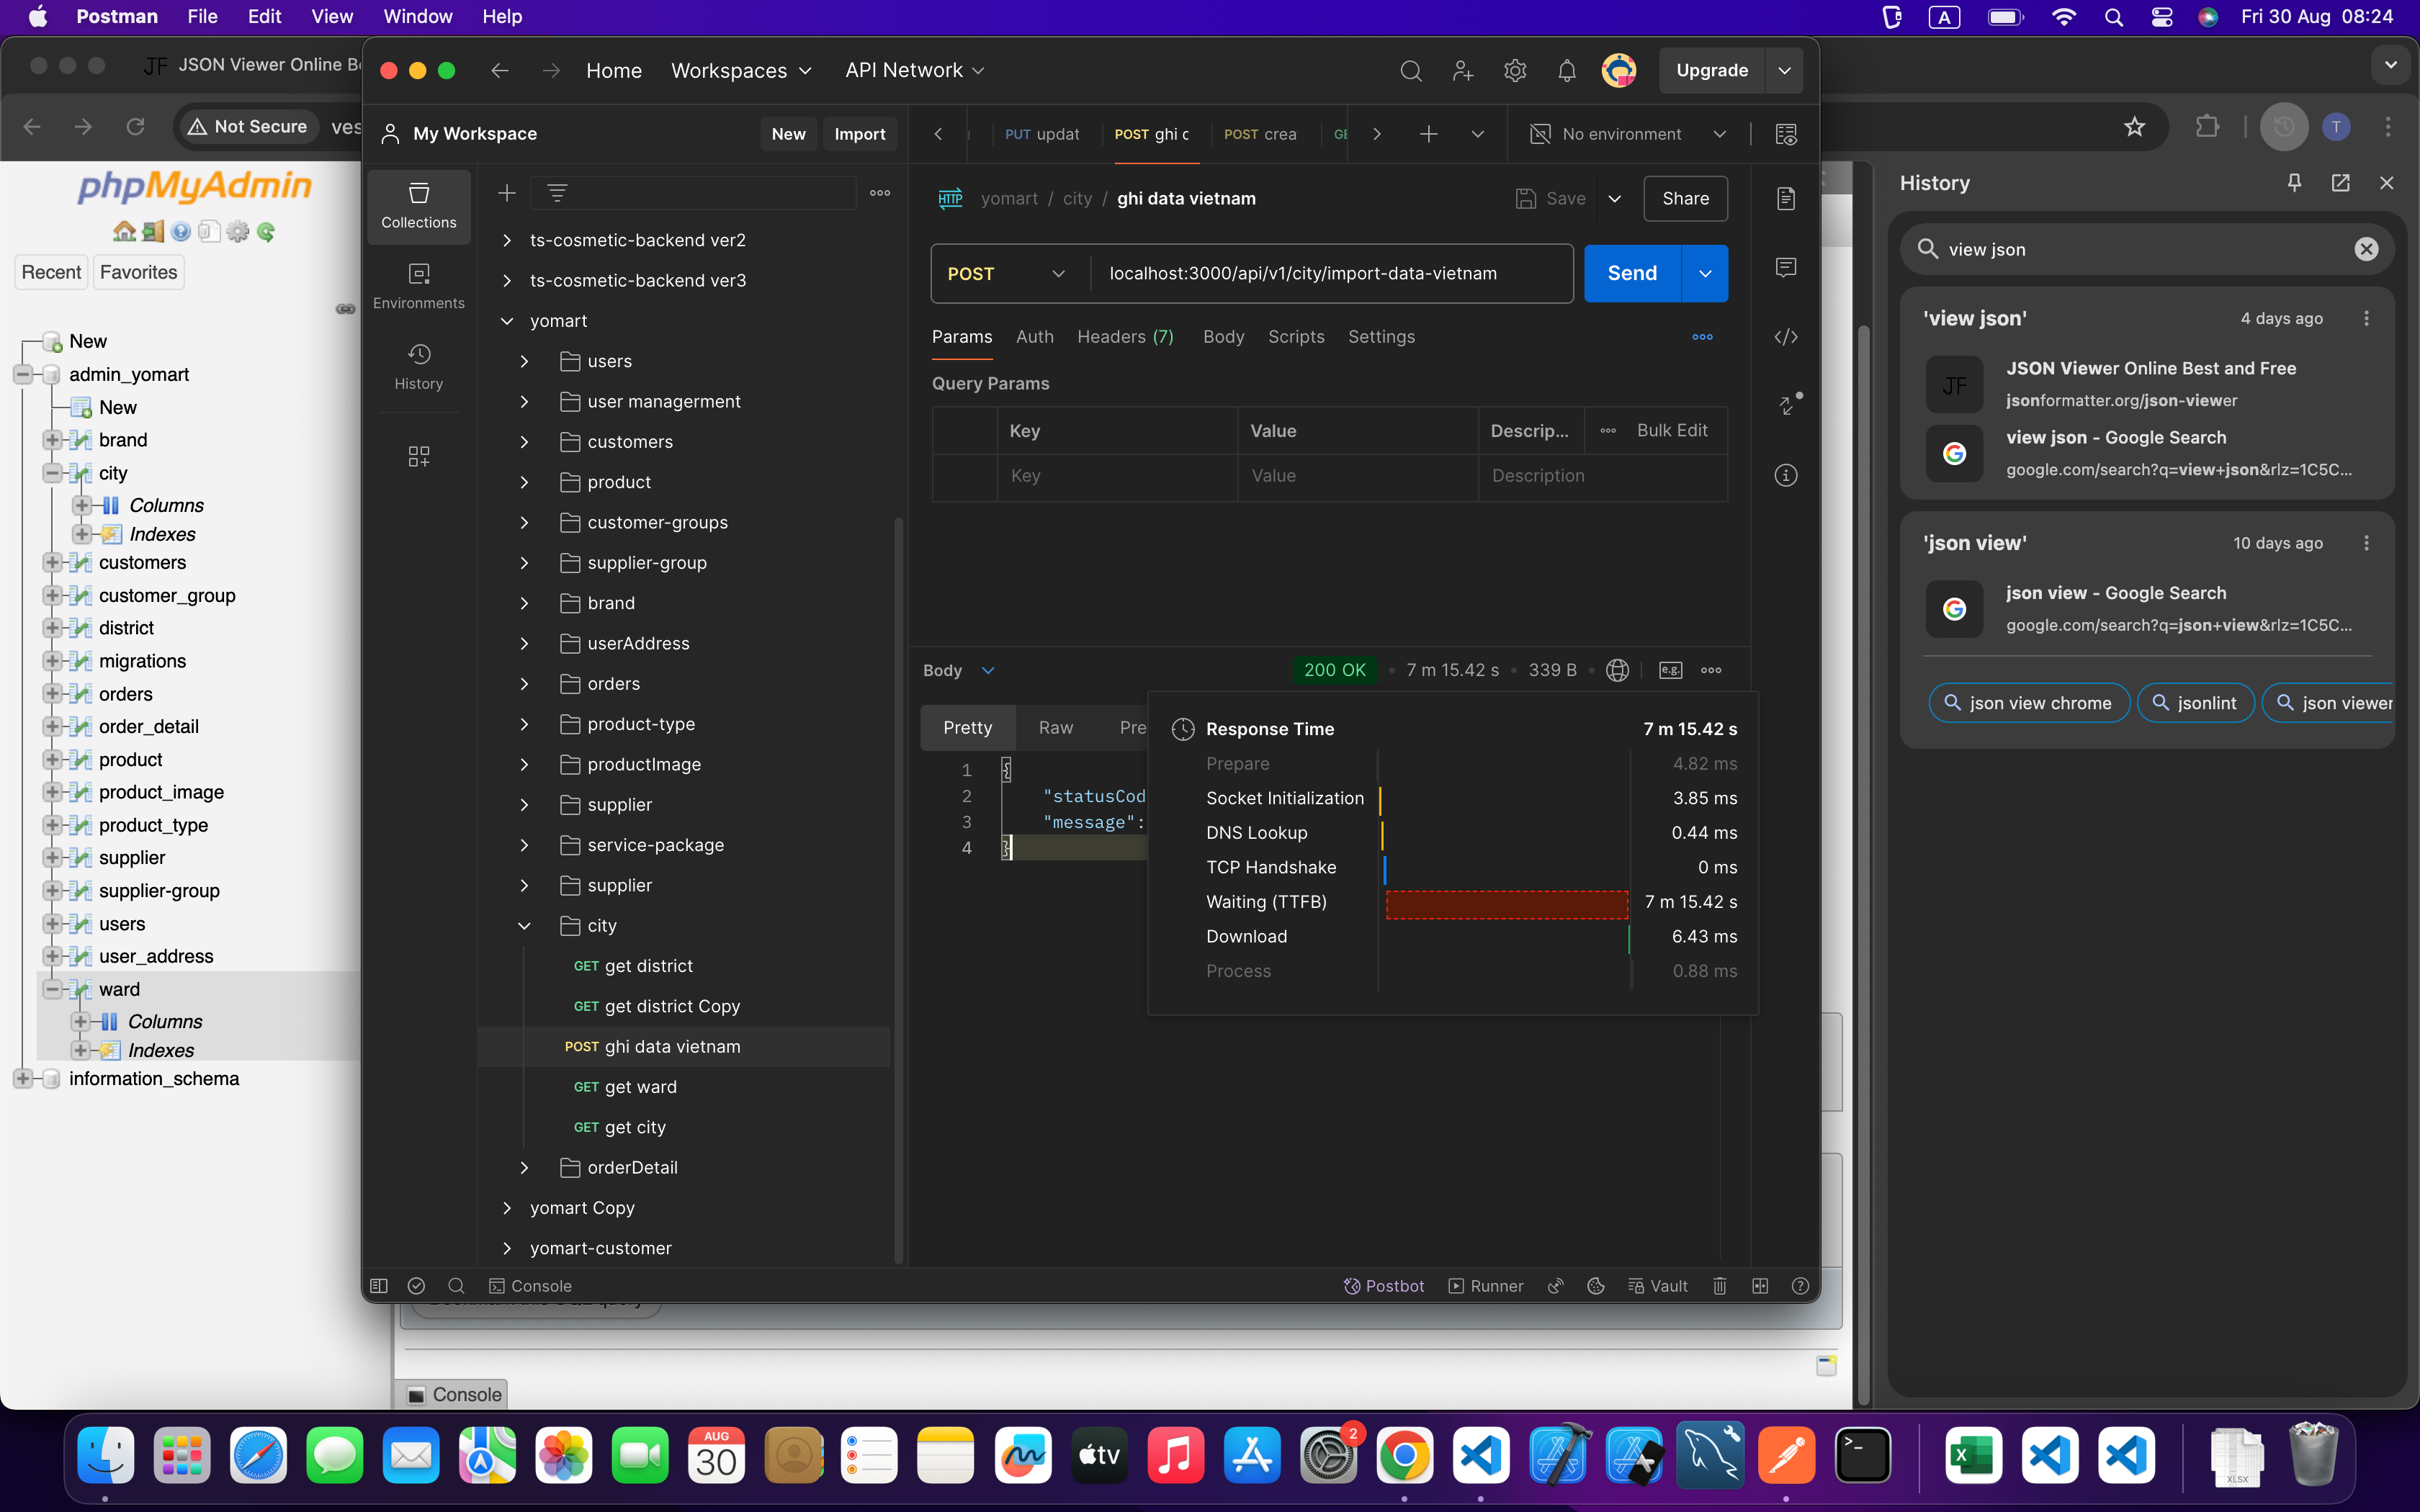 Postman File Edit View Window Help
A Fri 30 Aug 08:24
JF JSON Viewer Online Be
Not Secure ves
phpMyAdmin
Recent Favorites
New
admin_yomart
New
brand
city
Columns
Indexes
customers
customer_group
district
migrations
orders
order_detail
product
product_image
product_type
supplier
supplier-group
users
user_address
ward
Columns
Indexes
information_schema
Home Workspaces API Network Upgrade
My Workspace New Import
PUT updat POST ghi c POST crea GE No environment
Collections
Environments
History
ts-cosmetic-backend ver2
ts-cosmetic-backend ver3
yomart
users
user managerment
customers
product
customer-groups
supplier-group
brand
userAddress
orders
product-type
productImage
supplier
service-package
supplier
city
GET get district
GET get district Copy
POST ghi data vietnam
GET get ward
GET get city
orderDetail
yomart Copy
yomart-customer
HTTP yomart / city / ghi data vietnam Save Share
POST localhost:3000/api/v1/city/import-data-vietnam Send
Params Auth Headers (7) Body Scripts Settings
Query Params
Key Value Descrip... Bulk Edit
Key Value Description
Body 200 OK • 7 m 15.42 s • 339 B e.g.
Pretty Raw Pre
1 {
2 "statusCod
3 "message":
4 }
Response Time 7 m 15.42 s
Prepare 4.82 ms
Socket Initialization 3.85 ms
DNS Lookup 0.44 ms
TCP Handshake 0 ms
Waiting (TTFB) 7 m 15.42 s
Download 6.43 ms
Process 0.88 ms
Console Postbot Runner Vault
Console
T
History
view json
'view json' 4 days ago
JF JSON Viewer Online Best and Free
jsonformatter.org/json-viewer
view json - Google Search
google.com/search?q=view+json&rlz=1C5C...
'json view' 10 days ago
json view - Google Search
google.com/search?q=json+view&rlz=1C5C...
json view chrome jsonlint json viewer
AUG
30
tv
2
XLSX